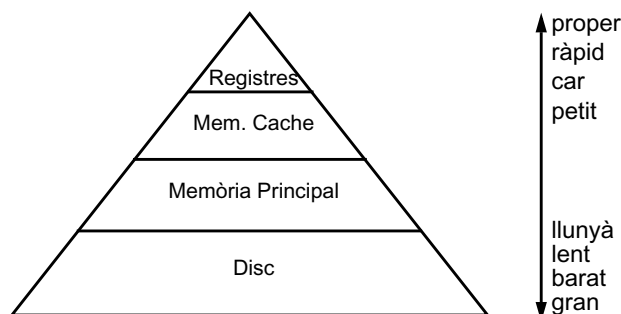 Registres
Mem. Cache
Memòria Principal
Disc
proper
ràpid
car
petit
llunyà
lent
barat
gran